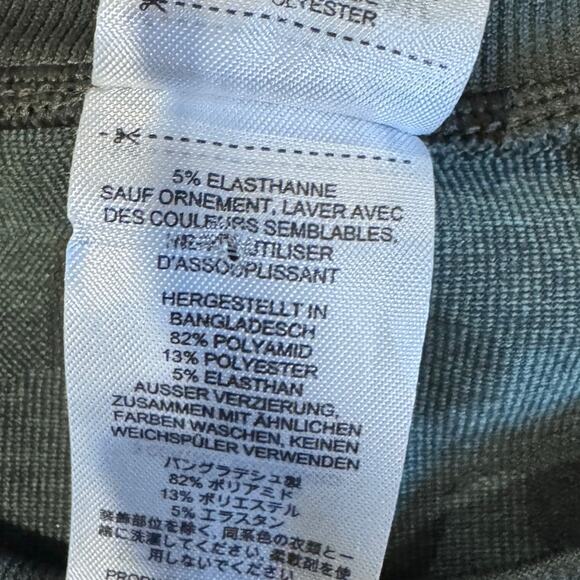 POLYESTER
5% ELASTHANNE
SAUF ORNEMENT, LAVER AVEC
DES COULEURS SEMBLABLES,
UTILISER
D'ASSOUPLISSANT
HERGESTELLT IN
BANGLADESCH
82% POLYAMID
13% POLYESTER
5% ELASTHAN
AUSSER VERZIERUNG,
ZUSAMMEN MIT ÄHNLICHEN
FARBEN WASCHEN, KEINEN
WEICHSPÜLER VERWENDEN
バングラデシュ製
82% ポリアミド
13% ポリエステル
5% エラスタン
装飾部位を除く、同系色の衣類と一
緒に洗濯してください。柔軟剤を使
用しないでください